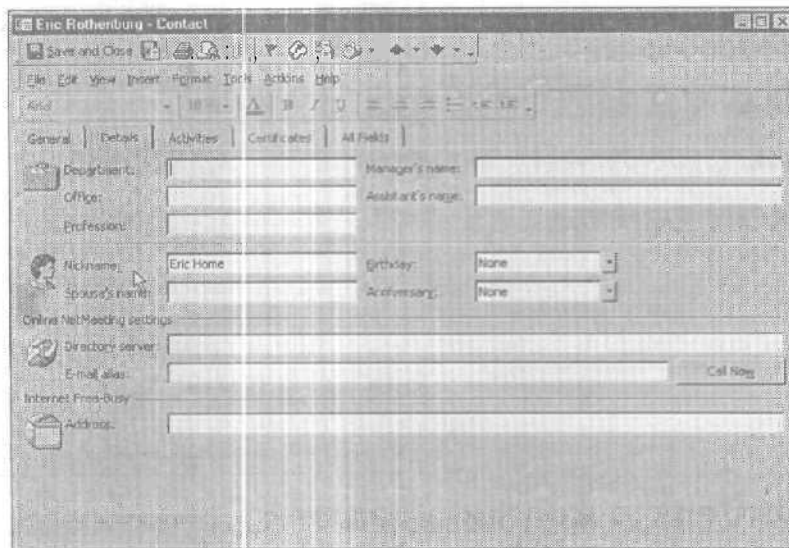 Eric Rothenburg - Contact
Save and Close
File Edit View Insert Format Tools Actions Help
Arial 10 A B I U
General Details Activities Certificates All Fields
Department: Manager's name:
Office: Assistant's name:
Profession:
Nickname: Eric Home Birthday: None
Spouse's name: Anniversary: None
Online NetMeeting settings
Directory server:
E-mail alias: Call Now
Internet Free-Busy
Address: